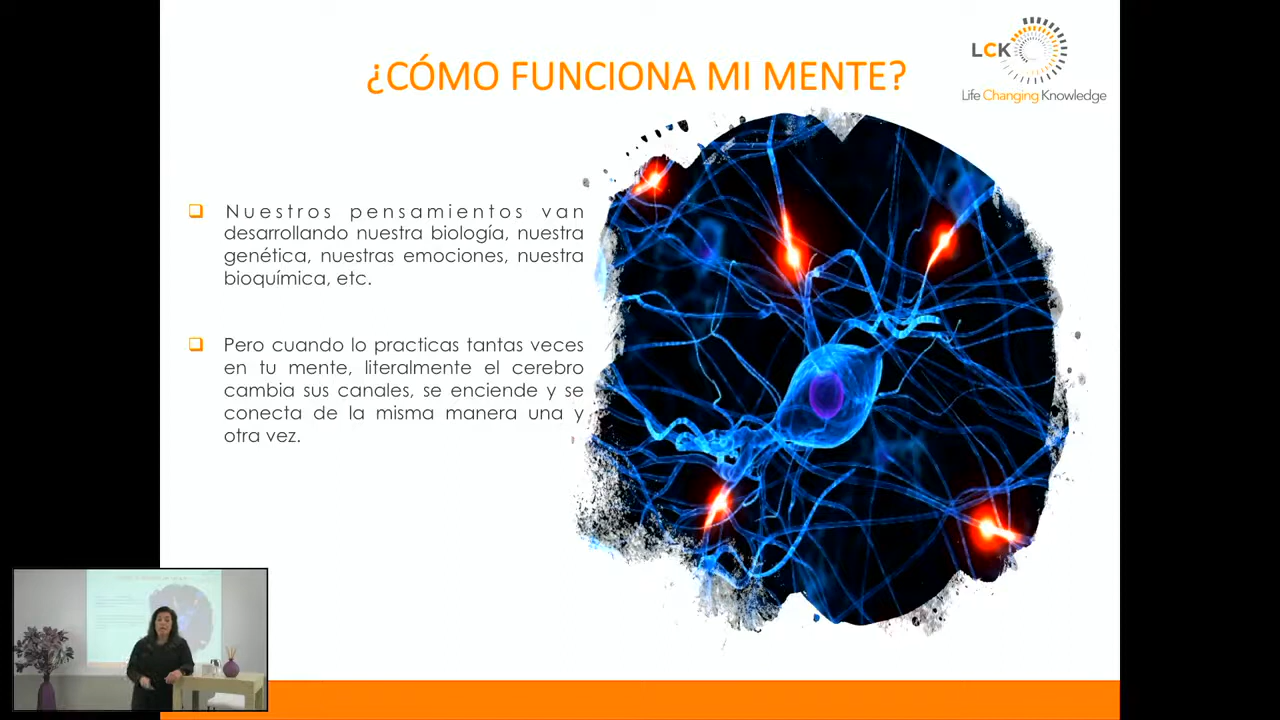 ¿CÓMO FUNCIONA MI MENTE?
LCK
Life Changing Knowledge
Nuestros pensamientos van
desarrollando nuestra biología, nuestra
genética, nuestras emociones, nuestra
bioquímica, etc.
Pero cuando lo practicas tantas veces
en tu mente, literalmente el cerebro
cambia sus canales, se enciende y se
conecta de la misma manera una y
otra vez.